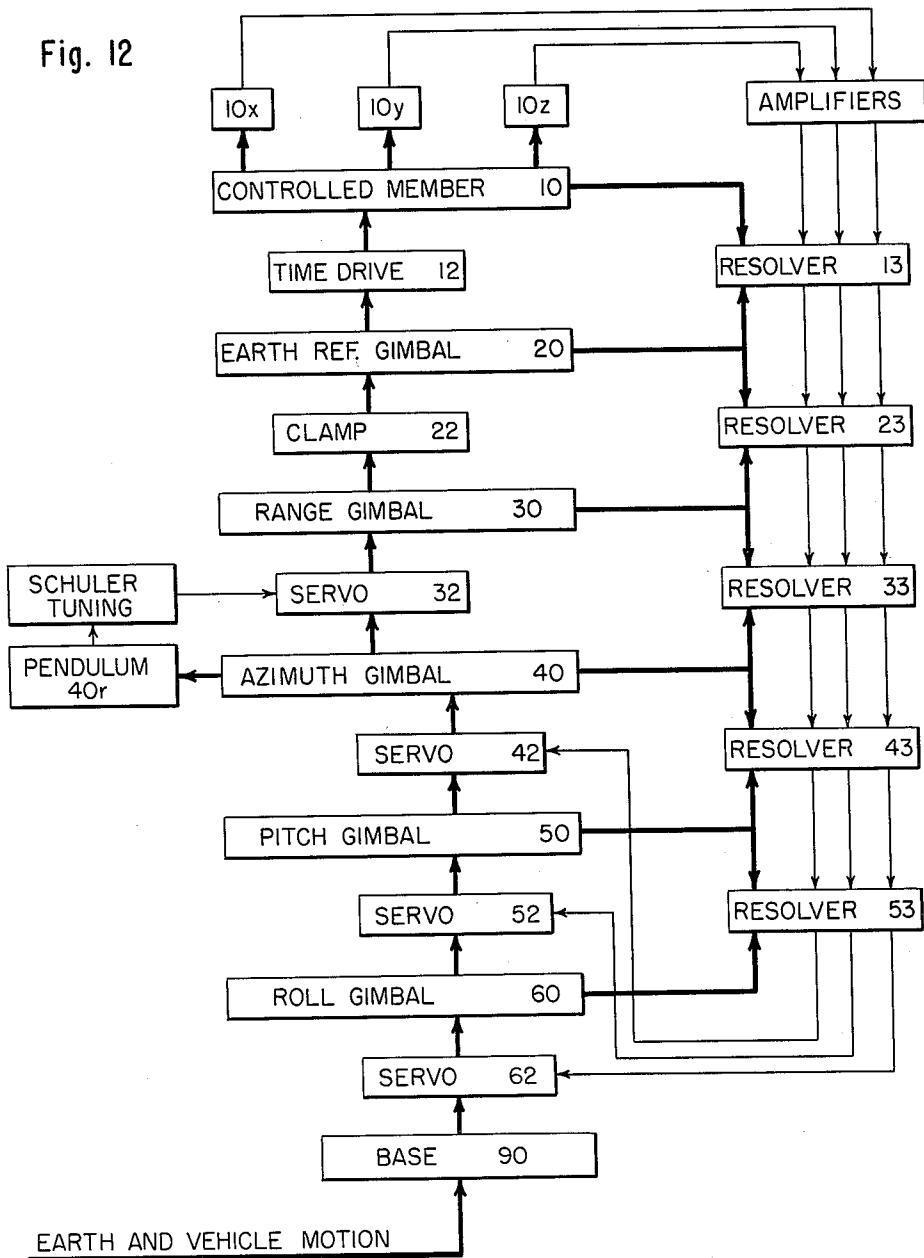 Fig. 12
10x 10y 10z AMPLIFIERS
CONTROLLED MEMBER 10
RESOLVER 13
TIME DRIVE 12
EARTH REF. GIMBAL 20
RESOLVER 23
CLAMP 22
RANGE GIMBAL 30
SCHULER
TUNING
SERVO 32
RESOLVER 33
PENDULUM
40r
AZIMUTH GIMBAL 40
RESOLVER 43
SERVO 42
PITCH GIMBAL 50
RESOLVER 53
SERVO 52
ROLL GIMBAL 60
SERVO 62
BASE 90
EARTH AND VEHICLE MOTION